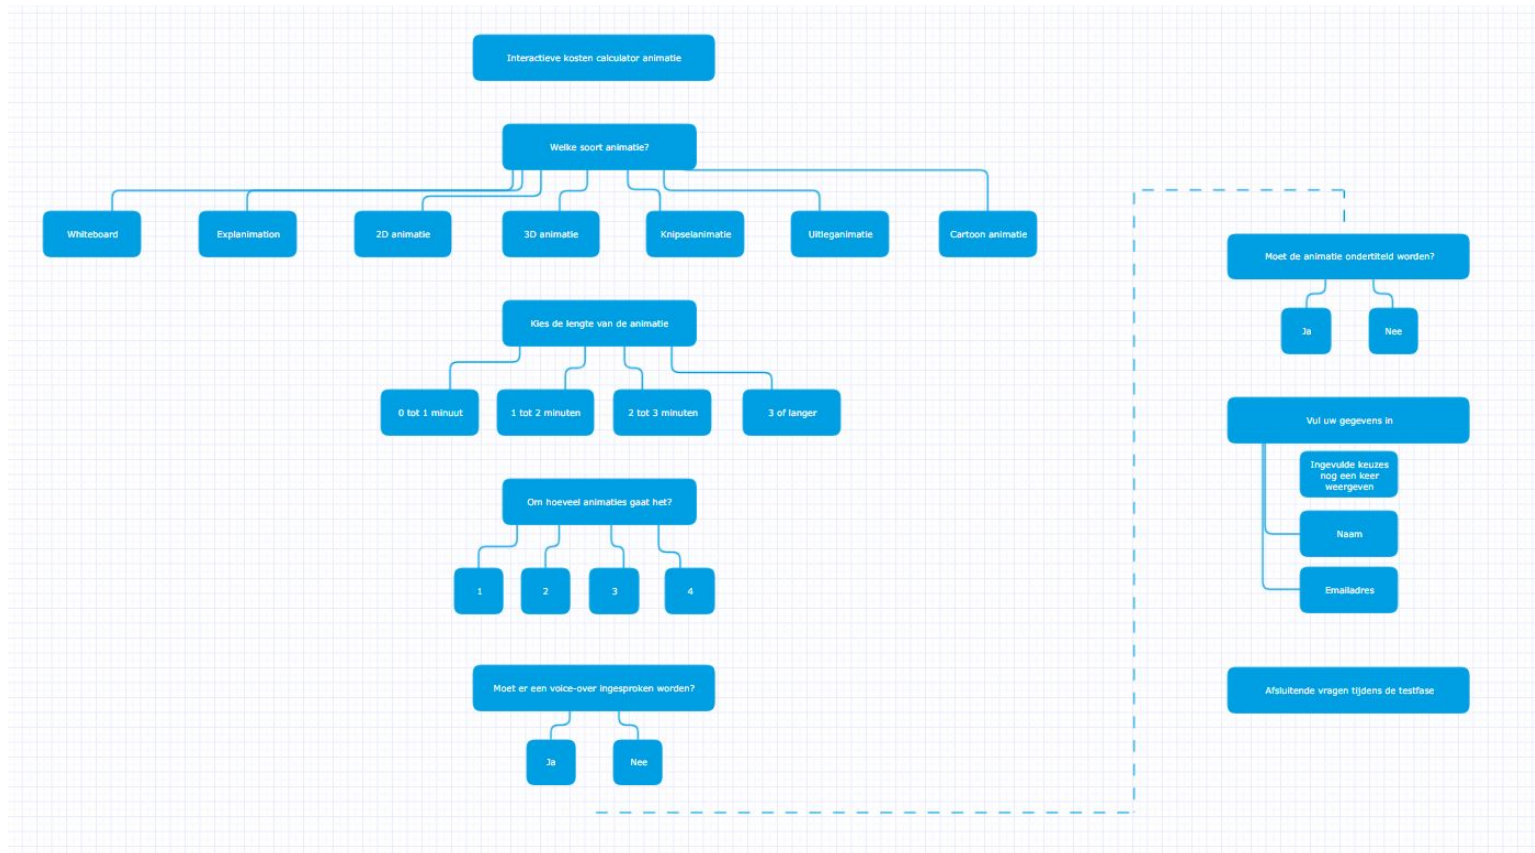 Interactieve kosten calculator animatie
Welke soort animatie?
Whiteboard
Explanimation
2D animatie
3D animatie
Knipselanimatie
Uitleganimatie
Cartoon animatie
Kies de lengte van de animatie
0 tot 1 minuut
1 tot 2 minuten
2 tot 3 minuten
3 of langer
Om hoeveel animaties gaat het?
1
2
3
4
Moet er een voice-over ingesproken worden?
Ja
Nee
Moet de animatie ondertiteld worden?
Ja
Nee
Vul uw gegevens in
Ingevulde keuzes
nog een keer
weergeven
Naam
Emailadres
Afsluitende vragen tijdens de testfase